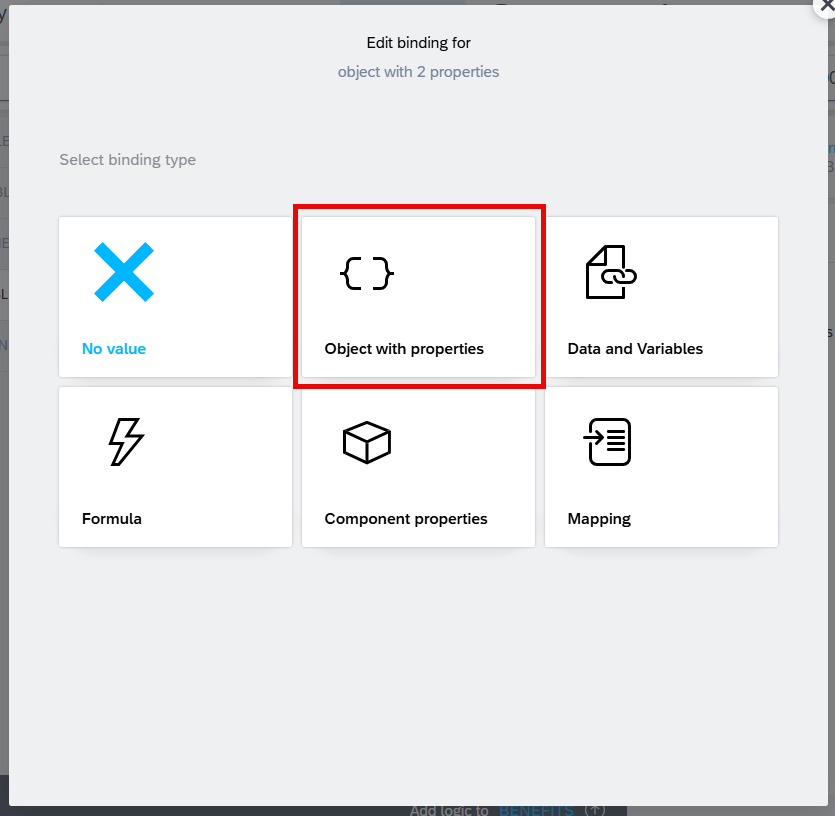 Edit binding for
object with 2 properties
Select binding type
No value
Object with properties
Data and Variables
Formula
Component properties
Mapping
Add logic to BENEFITS